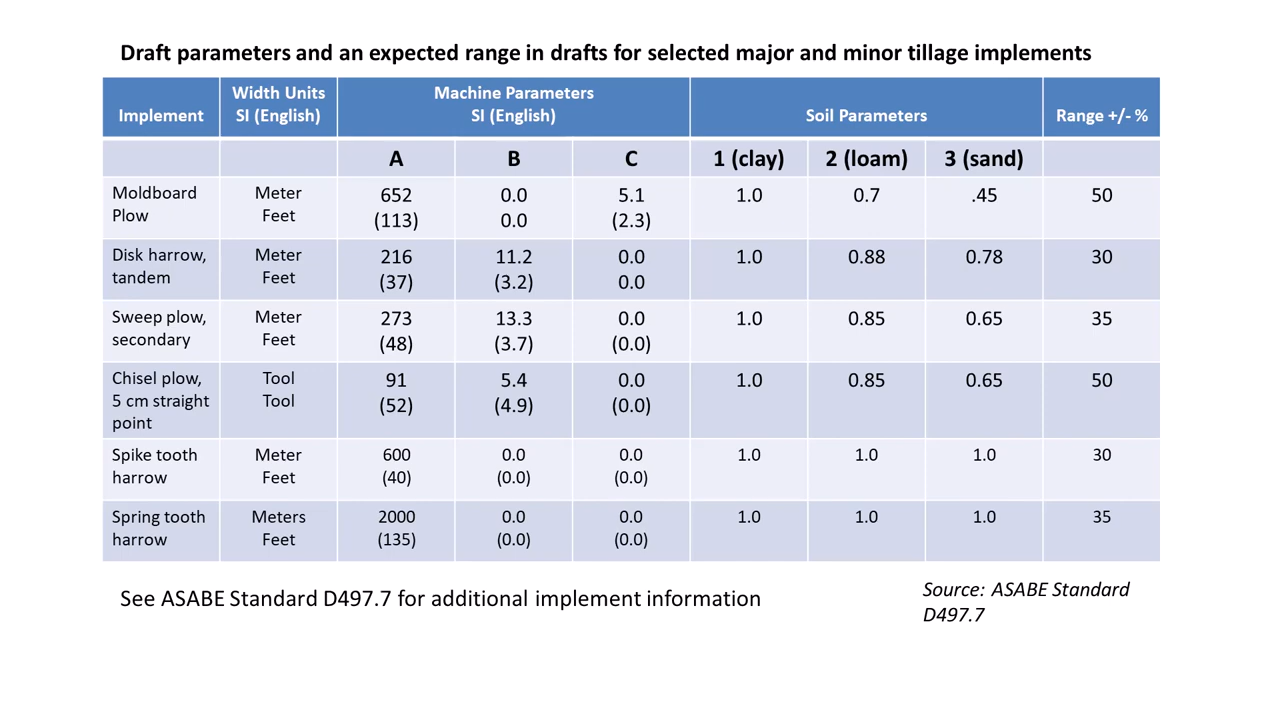 Draft parameters and an expected range in drafts for selected major and minor tillage implements
Implement
Width Units
SI (English)
Machine Parameters
SI (English)
Soil Parameters
Range +/- %
A B C 1 (clay) 2 (loam) 3 (sand)
Moldboard Meter 652 0.0 5.1 1.0 0.7 .45 50
Plow Feet (113) 0.0 (2.3)
Disk harrow, Meter 216 11.2 0.0 1.0 0.88 0.78 30
tandem Feet (37) (3.2) 0.0
Sweep plow, Meter 273 13.3 0.0 1.0 0.85 0.65 35
secondary Feet (48) (3.7) (0.0)
Chisel plow, Tool 91 5.4 0.0 1.0 0.85 0.65 50
5 cm straight Tool (52) (4.9) (0.0)
point
Spike tooth Meter 600 0.0 0.0 1.0 1.0 1.0 30
harrow Feet (40) (0.0) (0.0)
Spring tooth Meters 2000 0.0 0.0 1.0 1.0 1.0 35
harrow Feet (135) (0.0) (0.0)
See ASABE Standard D497.7 for additional implement information
Source: ASABE Standard
D497.7